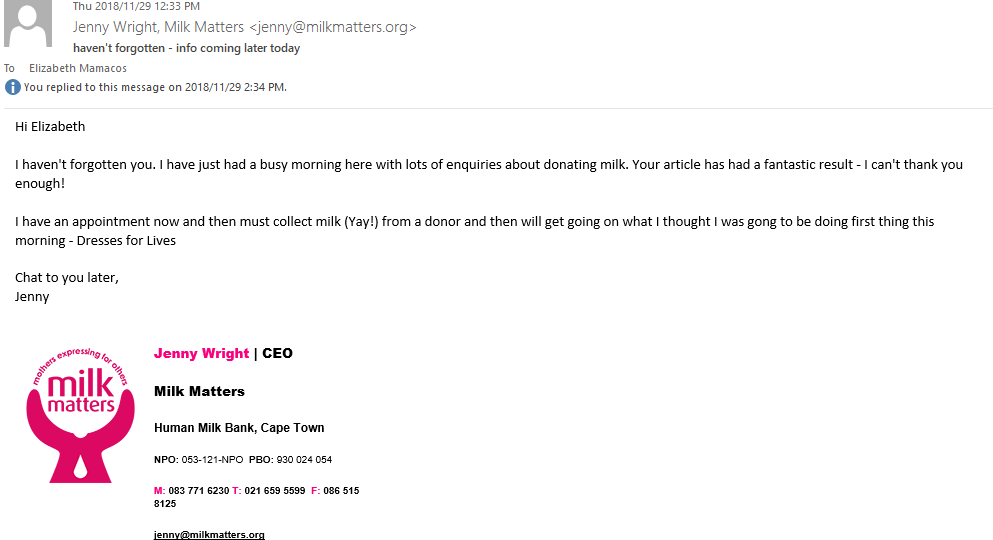 Thu 2018/11/29 12:33 PM
Jenny Wright, Milk Matters <jenny@milkmatters.org>
haven't forgotten - info coming later today
To Elizabeth Mamacos
i You replied to this message on 2018/11/29 2:34 PM.
Hi Elizabeth
I haven't forgotten you. I have just had a busy morning here with lots of enquiries about donating milk. Your article has had a fantastic result - I can't thank you
enough!
I have an appointment now and then must collect milk (Yay!) from a donor and then will get going on what I thought I was gong to be doing first thing this
morning - Dresses for Lives
Chat to you later,
Jenny
mothers expressing for others
milk
matters
Jenny Wright | CEO
Milk Matters
Human Milk Bank, Cape Town
NPO: 053-121-NPO PBO: 930 024 054
M: 083 771 6230 T: 021 659 5599 F: 086 515
8125
jenny@milkmatters.org